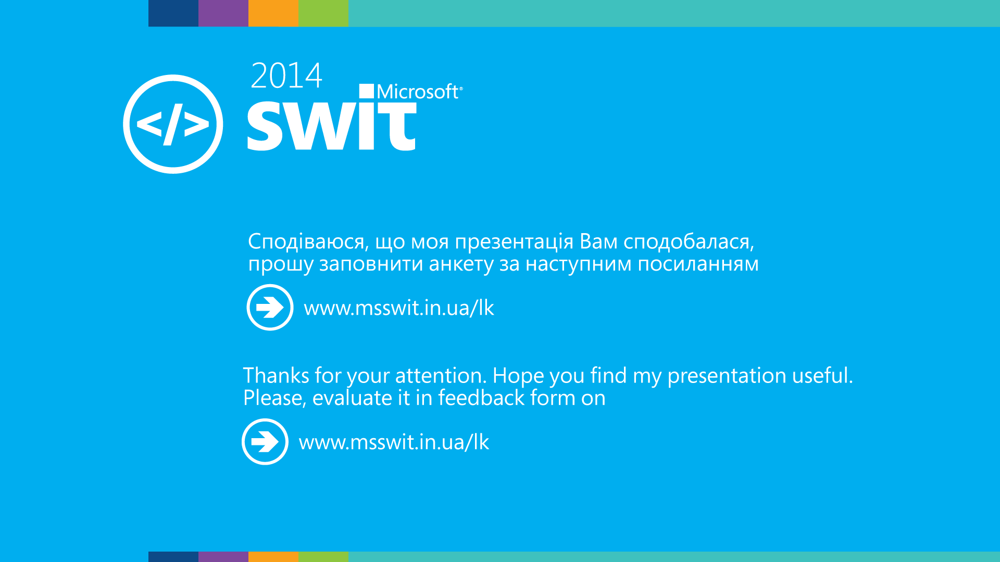 2014
Microsoft®
swit
</>
Сподіваюся, що моя презентація Вам сподобалася,
прошу заповнити анкету за наступним посиланням
www.msswit.in.ua/lk
Thanks for your attention. Hope you find my presentation useful.
Please, evaluate it in feedback form on
www.msswit.in.ua/lk